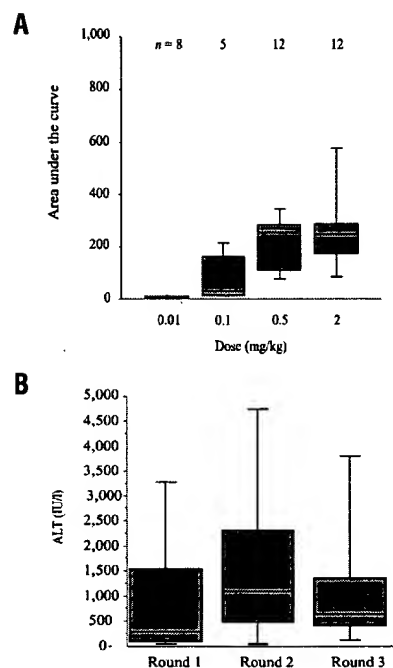 A
n = 8 5 12 12
1,000
800
600
400
200
0
Area under the curve
0.01 0.1 0.5 2
Dose (mg/kg)
B
5,000
4,500
4,000
3,500
3,000
2,500
2,000
1,500
1,000
500
0
ALT (IU/l)
Round 1 Round 2 Round 3